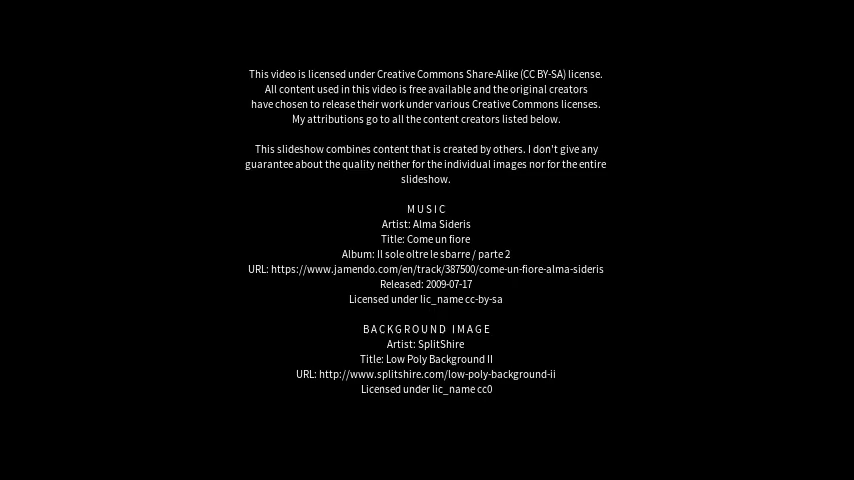 This video is licensed under Creative Commons Share-Alike (CC BY-SA) license.
All content used in this video is free available and the original creators
have chosen to release their work under various Creative Commons licenses.
My attributions go to all the content creators listed below.
This slideshow combines content that is created by others. I don't give any
guarantee about the quality neither for the individual images nor for the entire
slideshow.
MUSIC
Artist: Alma Sideris
Title: Come un fiore
Album: Il sole oltre le sbarre / parte 2
URL: https://www.jamendo.com/en/track/387500/come-un-fiore-alma-sideris
Released: 2009-07-17
Licensed under lic_name cc-by-sa
BACKGROUND IMAGE
Artist: SplitShire
Title: Low Poly Background II
URL: http://www.splitshire.com/low-poly-background-ii
Licensed under lic_name cc0